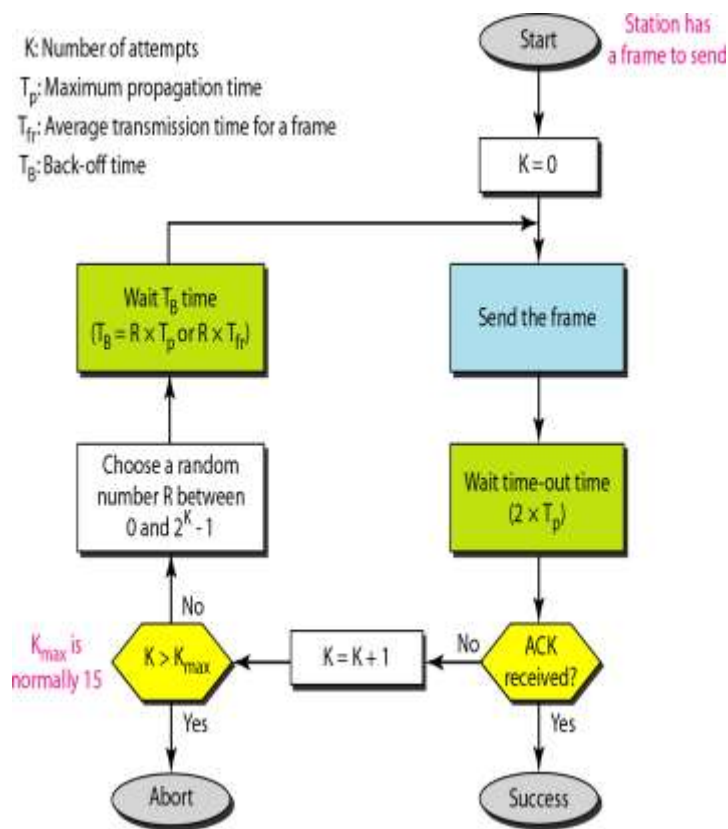 K: Number of attempts
Tp: Maximum propagation time
Tfr: Average transmission time for a frame
TB: Back-off time
Start
Station has
a frame to send
K = 0
Wait TB time
(TB = R × Tp or R × Tfr)
Send the frame
Choose a random
number R between
0 and 2^K - 1
Wait time-out time
(2 × Tp)
No
Kmax is
normally 15
K > Kmax
K = K + 1
No
ACK
received?
Yes
Yes
Abort
Success